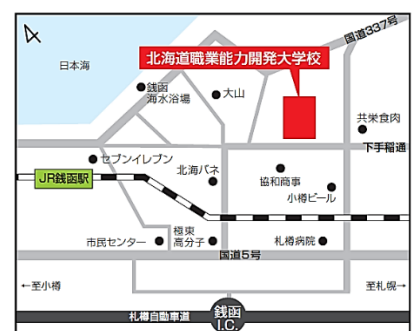 国道337号
日本海
北海道職業能力開発大学校
銭函
海水浴場
大山
共栄食肉
下手稲通
セブンイレブン
JR銭函駅
北海バネ
協和商事
小樽ビール
市民センター
極東
高分子
札樽病院
国道5号
←至小樽
至札幌→
札樽自動車道
銭函
I.C.